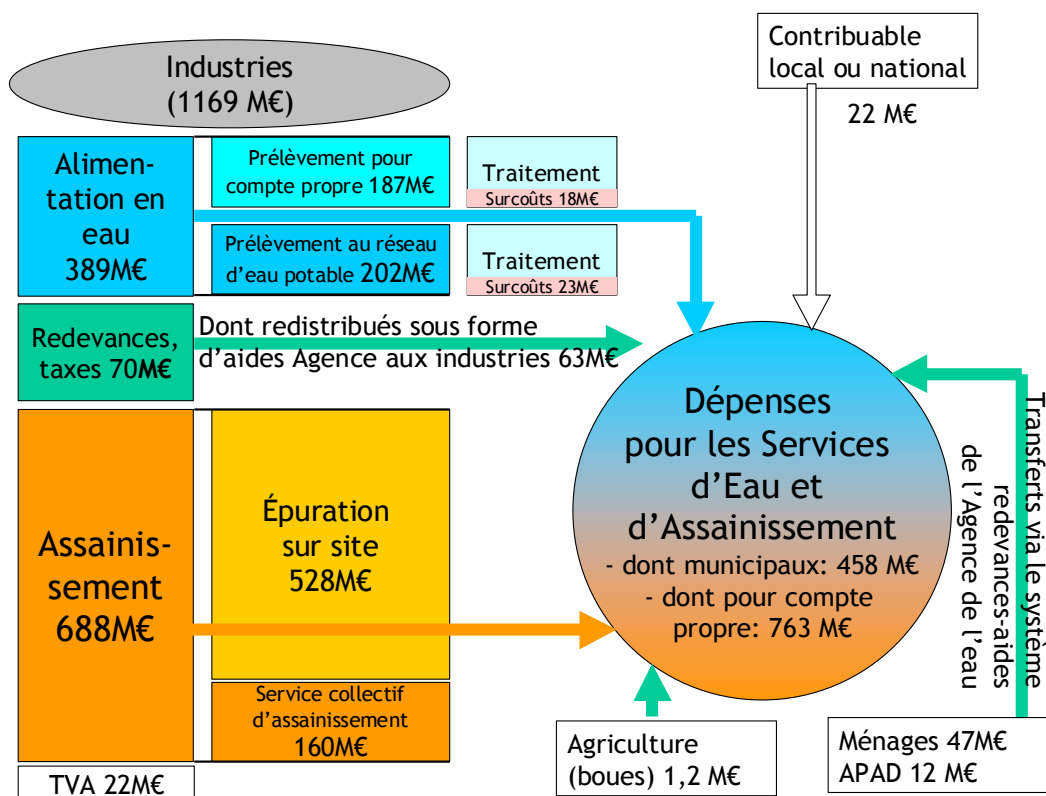 Industries
(1169 M€)
Contribuable
local ou national
22 M€
Alimen-
tation en
eau
389M€
Prélèvement pour
compte propre 187M€
Traitement
Surcoûts 18M€
Prélèvement au réseau
d’eau potable 202M€
Traitement
Surcoûts 23M€
Redevances,
taxes 70M€
Dont redistribués sous forme
d’aides Agence aux industries 63M€
Assainis-
sement
688M€
Épuration
sur site
528M€
Service collectif
d’assainissement
160M€
TVA 22M€
Dépenses
pour les Services
d’Eau et
d’Assainissement
- dont municipaux: 458 M€
- dont pour compte
propre: 763 M€
Transferts via le système
redevances-aides
de l’Agence de l’eau
Agriculture
(boues) 1,2 M€
Ménages 47M€
APAD 12 M€